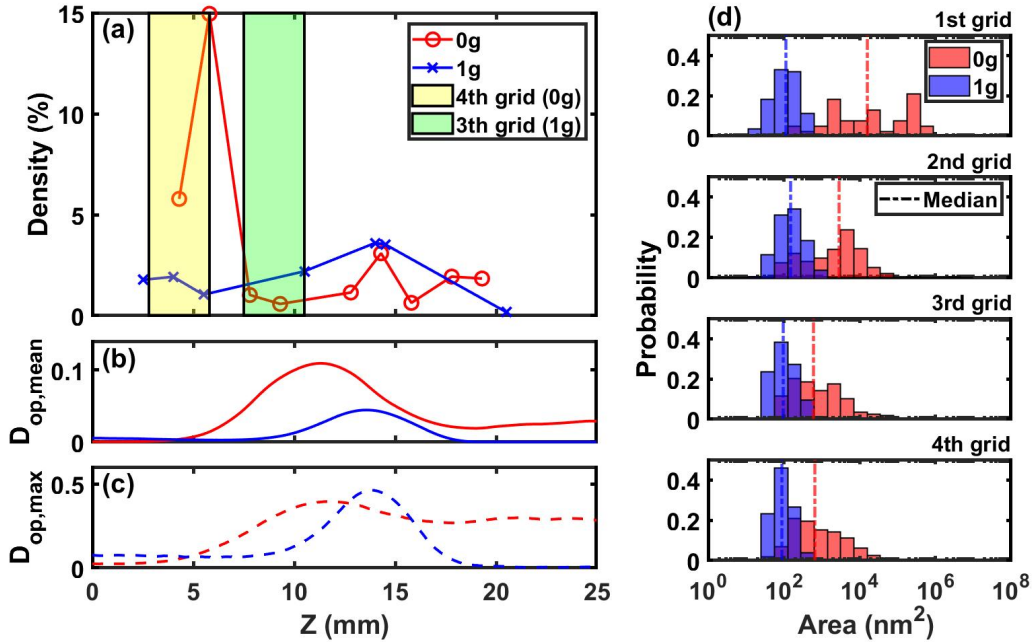 (a)
0g
1g
4th grid (0g)
3th grid (1g)
15
10
5
0
Density (%)
(b)
0.1
0
D_op,mean
(c)
0.5
0
D_op,max
0 5 10 15 20 25
Z (mm)
(d)
1st grid
0g
1g
0.4
0.2
0
2nd grid
Median
0.4
0.2
0
3rd grid
0.4
0.2
0
4th grid
0.4
0.2
0
Probability
10^0 10^2 10^4 10^6 10^8
Area (nm^2)